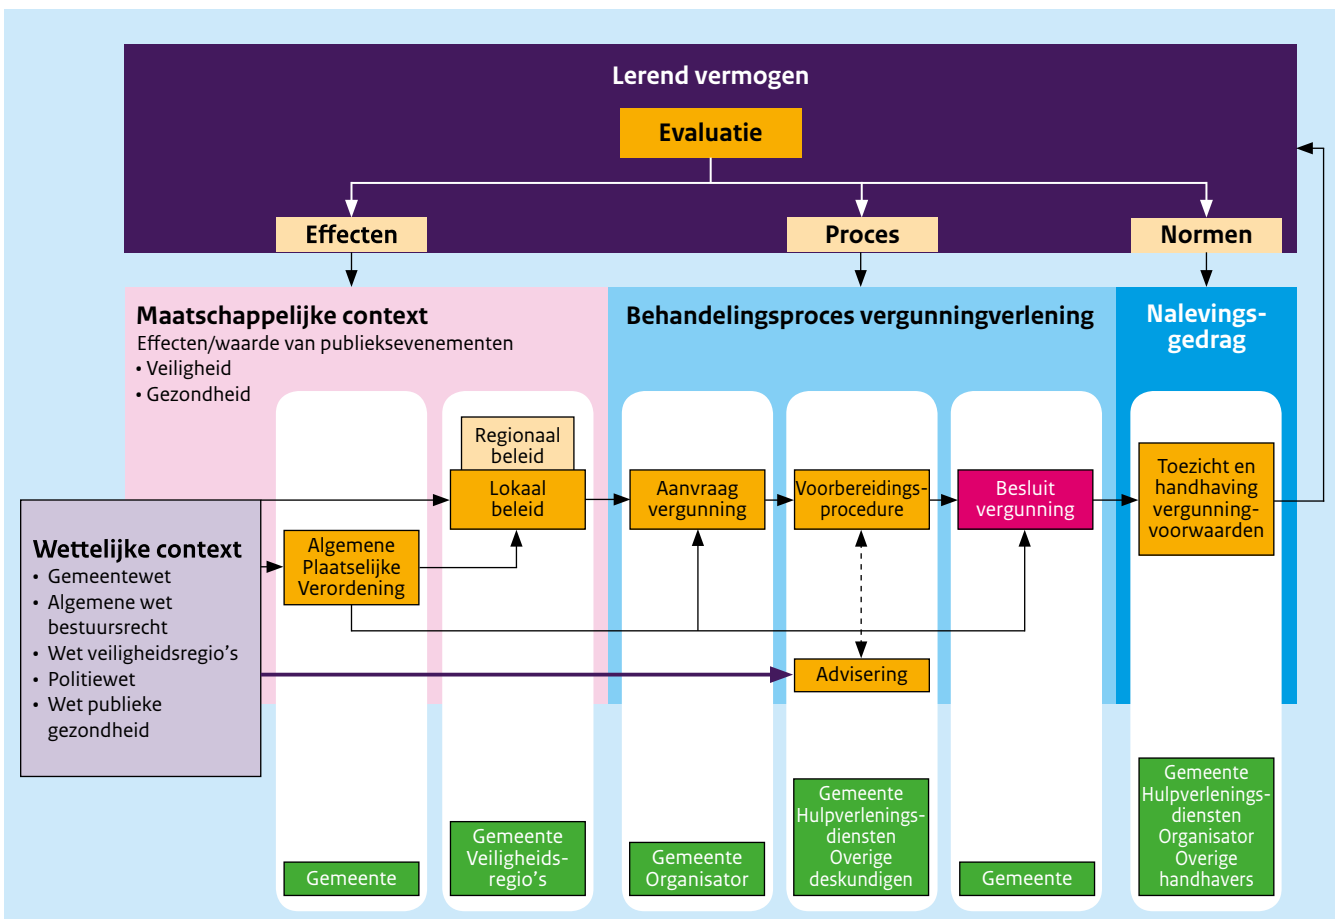 Lerend vermogen
Evaluatie
Effecten
Proces
Normen
Maatschappelijke context
Effecten/waarde van publieksevenementen
• Veiligheid
• Gezondheid
Behandelingsproces vergunningverlening
Nalevings-
gedrag
Wettelijke context
• Gemeentewet
• Algemene wet
bestuursrecht
• Wet veiligheidsregio’s
• Politiewet
• Wet publieke
gezondheid
Algemene
Plaatselijke
Verordening
Regionaal
beleid
Lokaal
beleid
Aanvraag
vergunning
Voorbereidings-
procedure
Besluit
vergunning
Toezicht en
handhaving
vergunning-
voorwaarden
Advisering
Gemeente
Gemeente
Veiligheids-
regio’s
Gemeente
Organisator
Gemeente
Hulpverlenings-
diensten
Overige
deskundigen
Gemeente
Gemeente
Hulpverlenings-
diensten
Organisator
Overige
handhavers